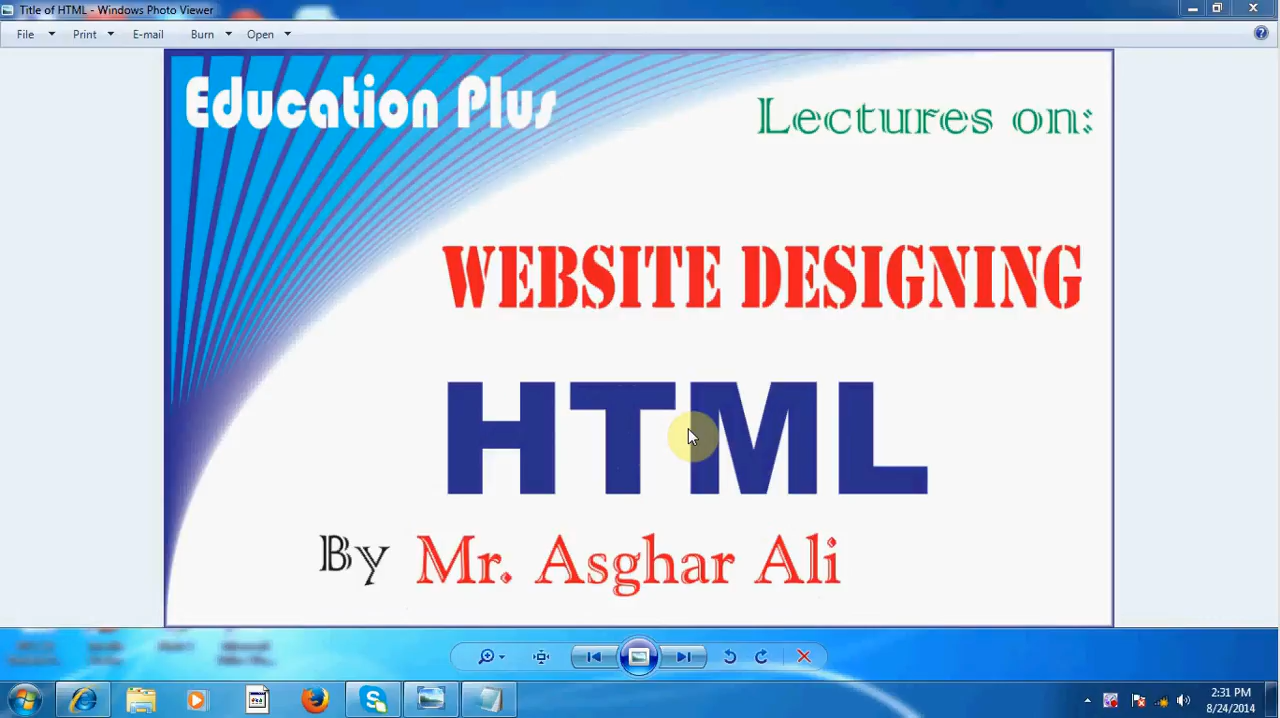 Title of HTML - Windows Photo Viewer
File Print E-mail Burn Open
Education Plus
Lectures on:
WEBSITE DESIGNING
HTML
By Mr. Asghar Ali
2:31 PM
8/24/2014